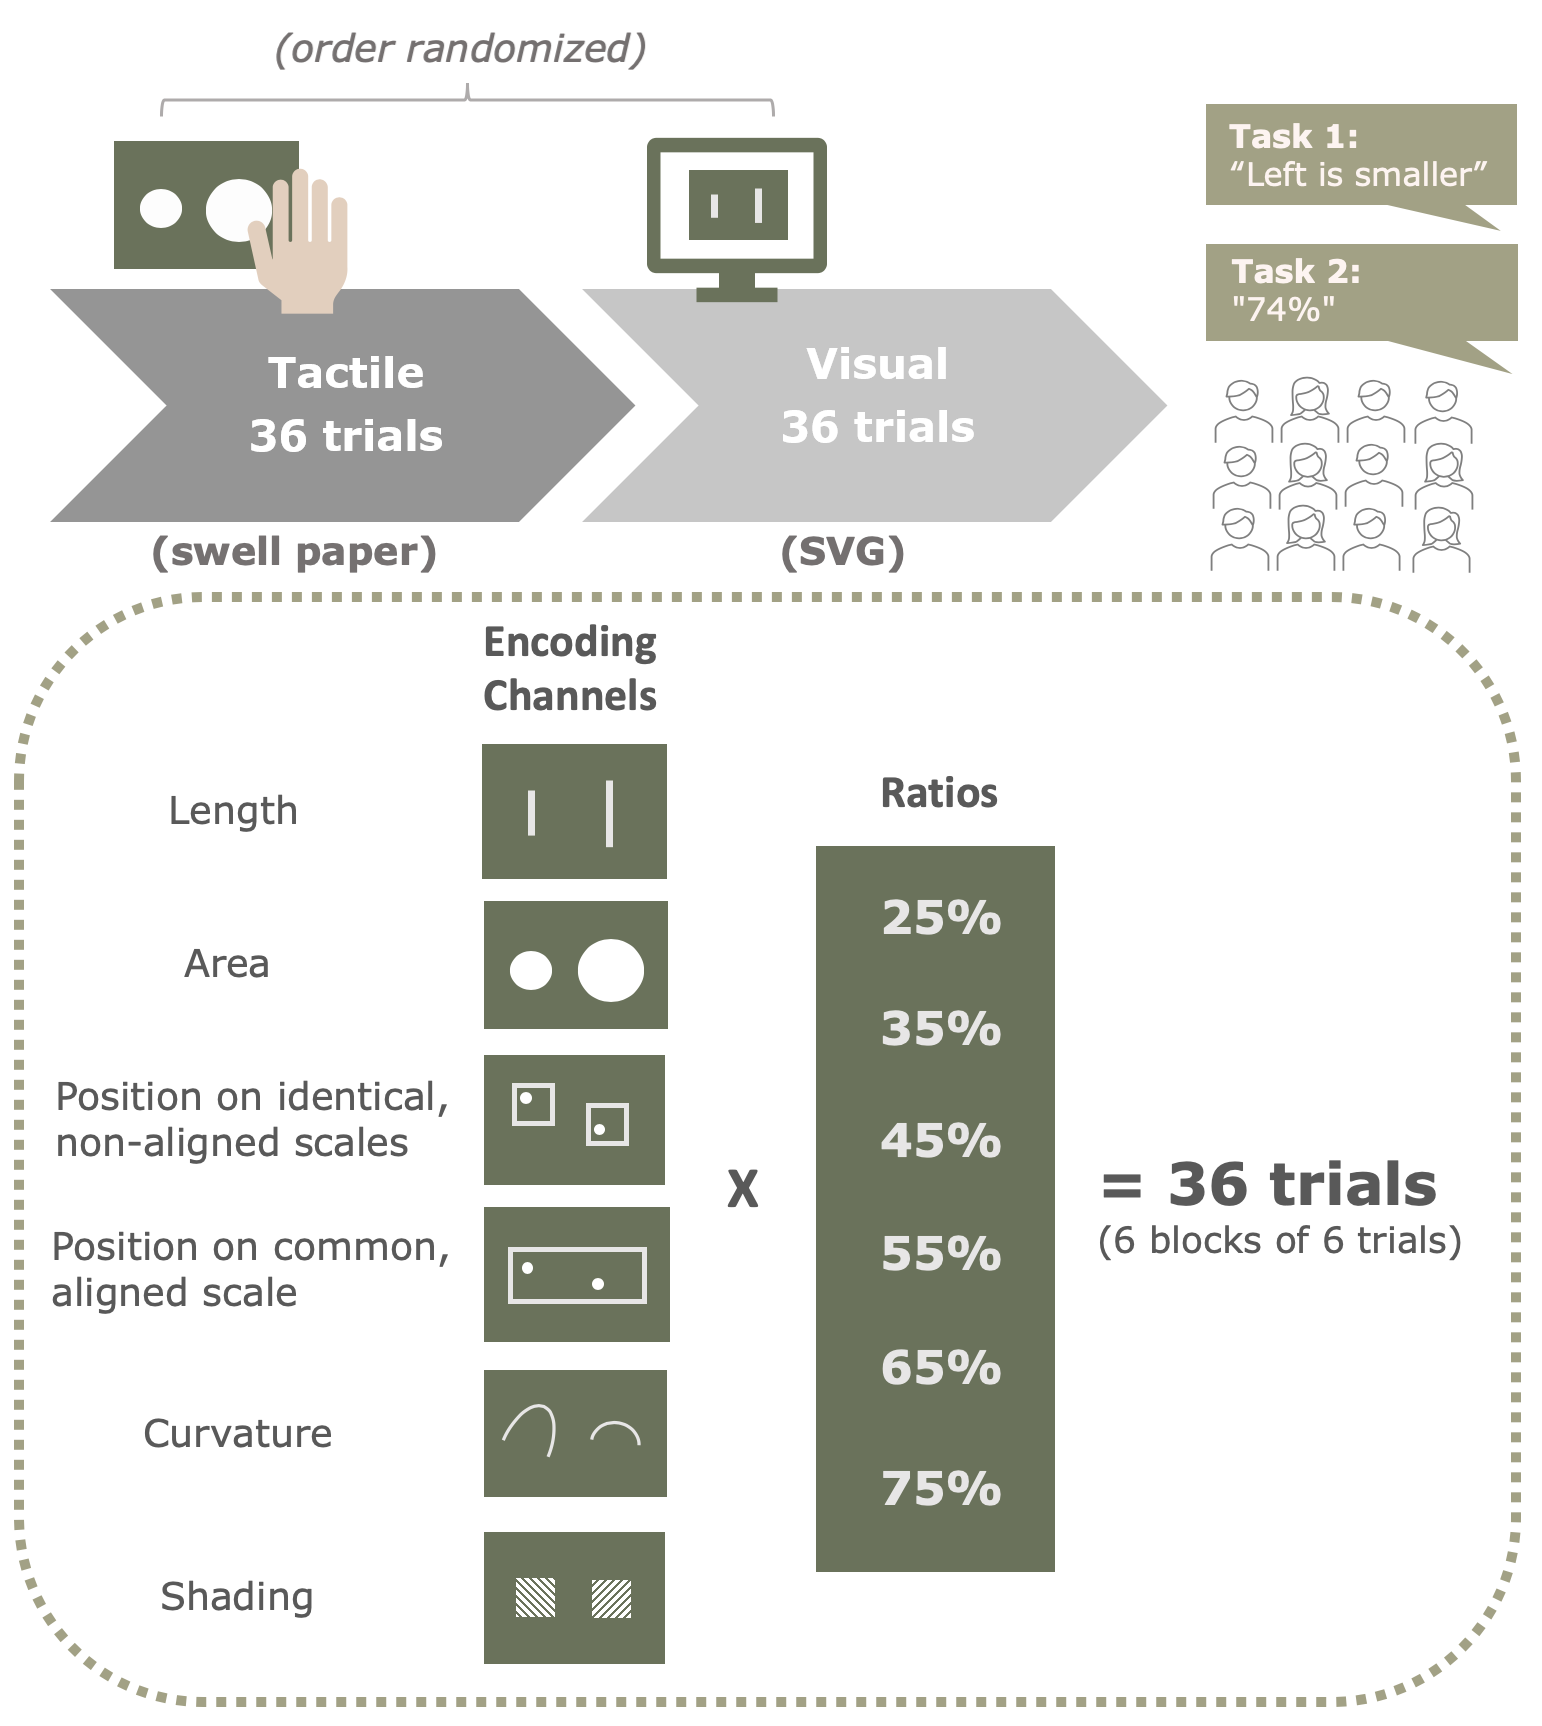 (order randomized)
Task 1:
“Left is smaller”
Task 2:
"74%"
Tactile
36 trials
Visual
36 trials
(swell paper)
(SVG)
Encoding
Channels
Ratios
Length
Area
Position on identical,
non-aligned scales
Position on common,
aligned scale
Curvature
Shading
X
25%
35%
45%
55%
65%
75%
= 36 trials
(6 blocks of 6 trials)